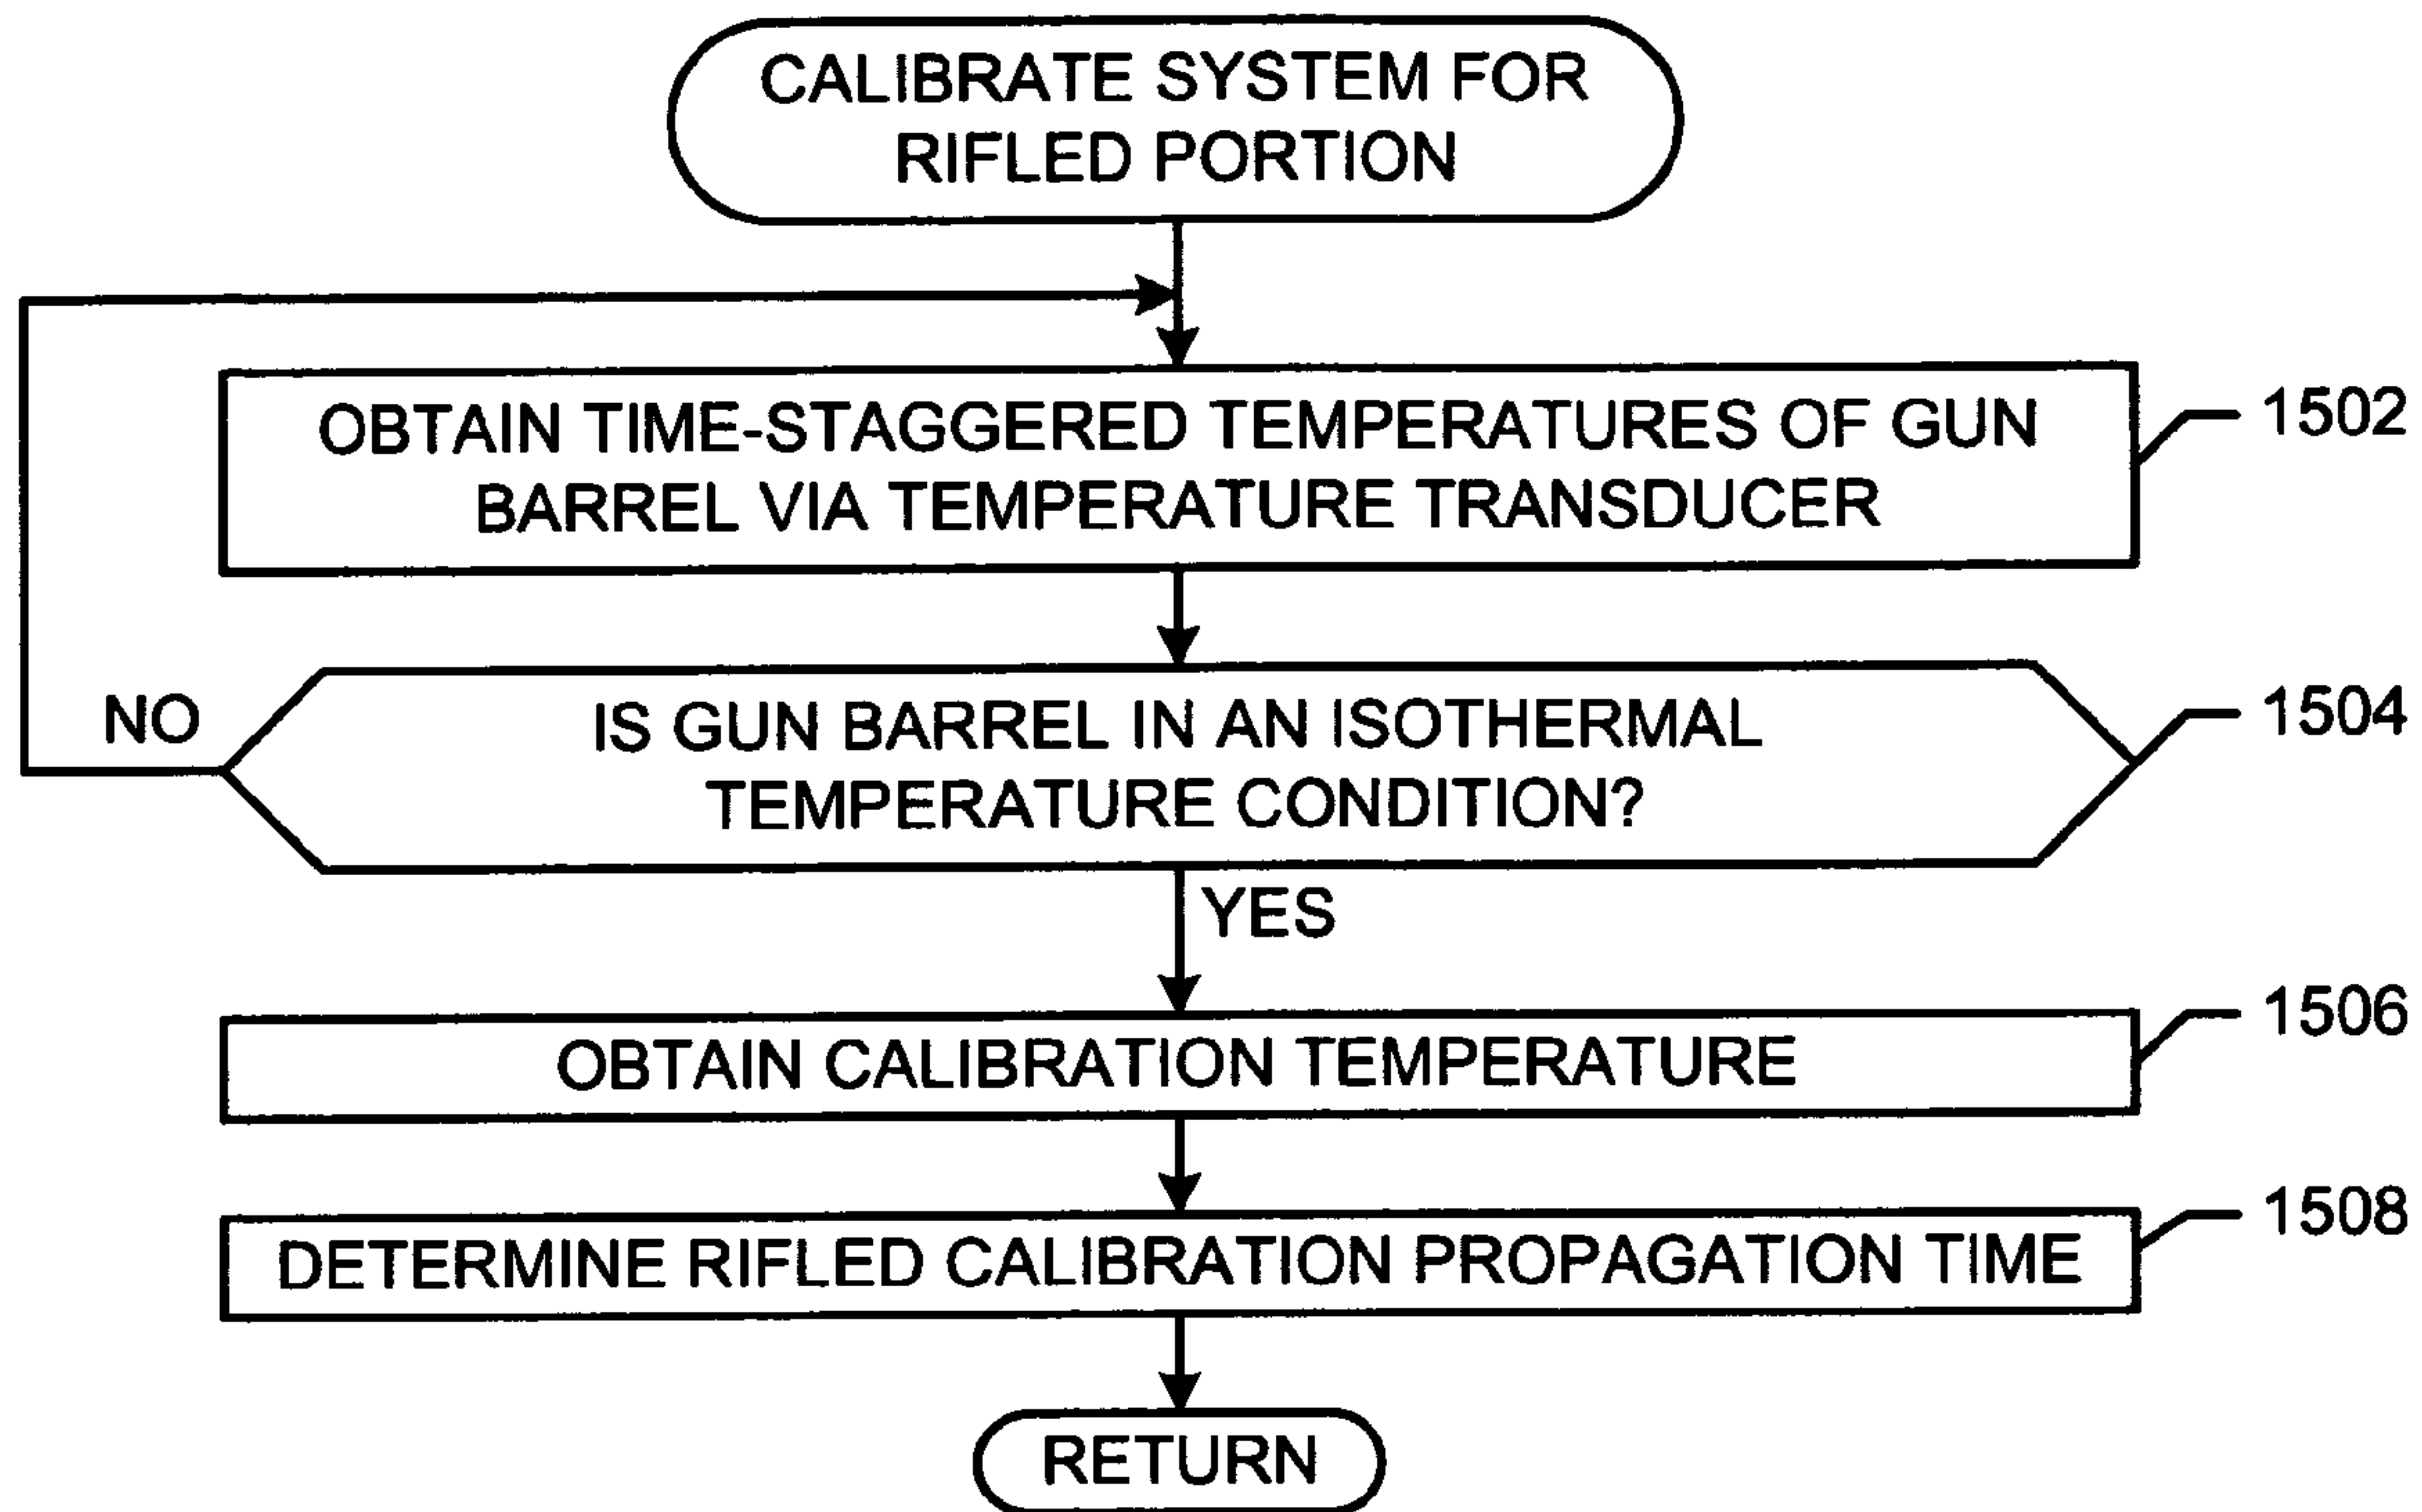 CALIBRATE SYSTEM FOR
RIFLED PORTION
OBTAIN TIME-STAGGERED TEMPERATURES OF GUN
BARREL VIA TEMPERATURE TRANSDUCER
1502
NO
IS GUN BARREL IN AN ISOTHERMAL
TEMPERATURE CONDITION?
1504
YES
OBTAIN CALIBRATION TEMPERATURE
1506
DETERMINE RIFLED CALIBRATION PROPAGATION TIME
1508
RETURN